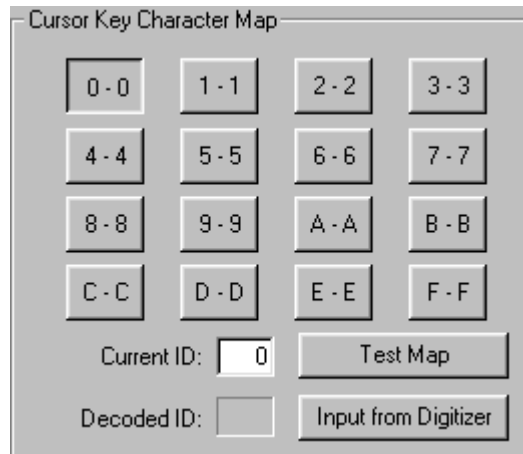 Cursor Key Character Map
0 - 0 1 - 1 2 - 2 3 - 3
4 - 4 5 - 5 6 - 6 7 - 7
8 - 8 9 - 9 A - A B - B
C - C D - D E - E F - F
Current ID: 0 Test Map
Decoded ID: Input from Digitizer